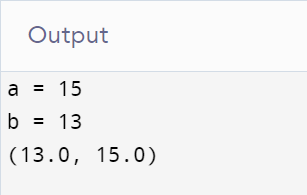 Output
a = 15
b = 13
(13.0, 15.0)